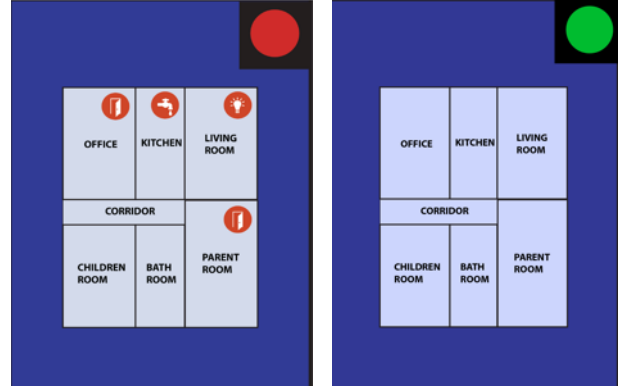 OFFICE
KITCHEN
LIVING
ROOM
CORRIDOR
CHILDREN
ROOM
BATH
ROOM
PARENT
ROOM
OFFICE
KITCHEN
LIVING
ROOM
CORRIDOR
CHILDREN
ROOM
BATH
ROOM
PARENT
ROOM